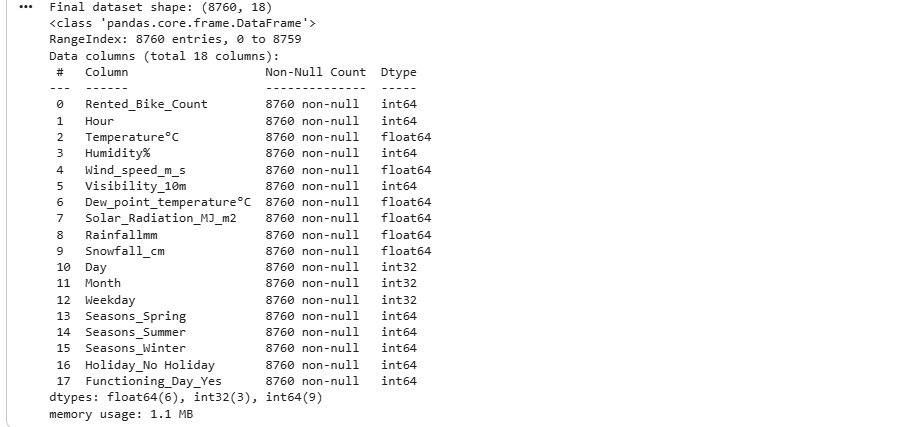 ••• Final dataset shape: (8760, 18)
<class 'pandas.core.frame.DataFrame'>
RangeIndex: 8760 entries, 0 to 8759
Data columns (total 18 columns):
 #   Column                  Non-Null Count  Dtype
---  ------                  --------------  -----
 0   Rented_Bike_Count       8760 non-null   int64
 1   Hour                    8760 non-null   int64
 2   Temperature°C           8760 non-null   float64
 3   Humidity%               8760 non-null   int64
 4   Wind_speed_m_s          8760 non-null   float64
 5   Visibility_10m          8760 non-null   int64
 6   Dew_point_temperature°C 8760 non-null   float64
 7   Solar_Radiation_MJ_m2   8760 non-null   float64
 8   Rainfallmm              8760 non-null   float64
 9   Snowfall_cm             8760 non-null   float64
 10  Day                     8760 non-null   int32
 11  Month                   8760 non-null   int32
 12  Weekday                 8760 non-null   int32
 13  Seasons_Spring          8760 non-null   int64
 14  Seasons_Summer          8760 non-null   int64
 15  Seasons_Winter          8760 non-null   int64
 16  Holiday_No Holiday      8760 non-null   int64
 17  Functioning_Day_Yes     8760 non-null   int64
dtypes: float64(6), int32(3), int64(9)
memory usage: 1.1 MB